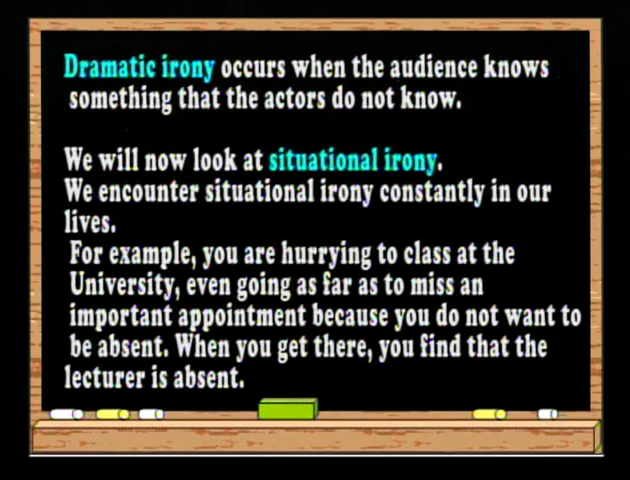 Dramatic irony occurs when the audience knows
something that the actors do not know.
We will now look at situational irony.
We encounter situational irony constantly in our
lives.
For example, you are hurrying to class at the
University, even going as far as to miss an
important appointment because you do not want to
be absent. When you get there, you find that the
lecturer is absent.